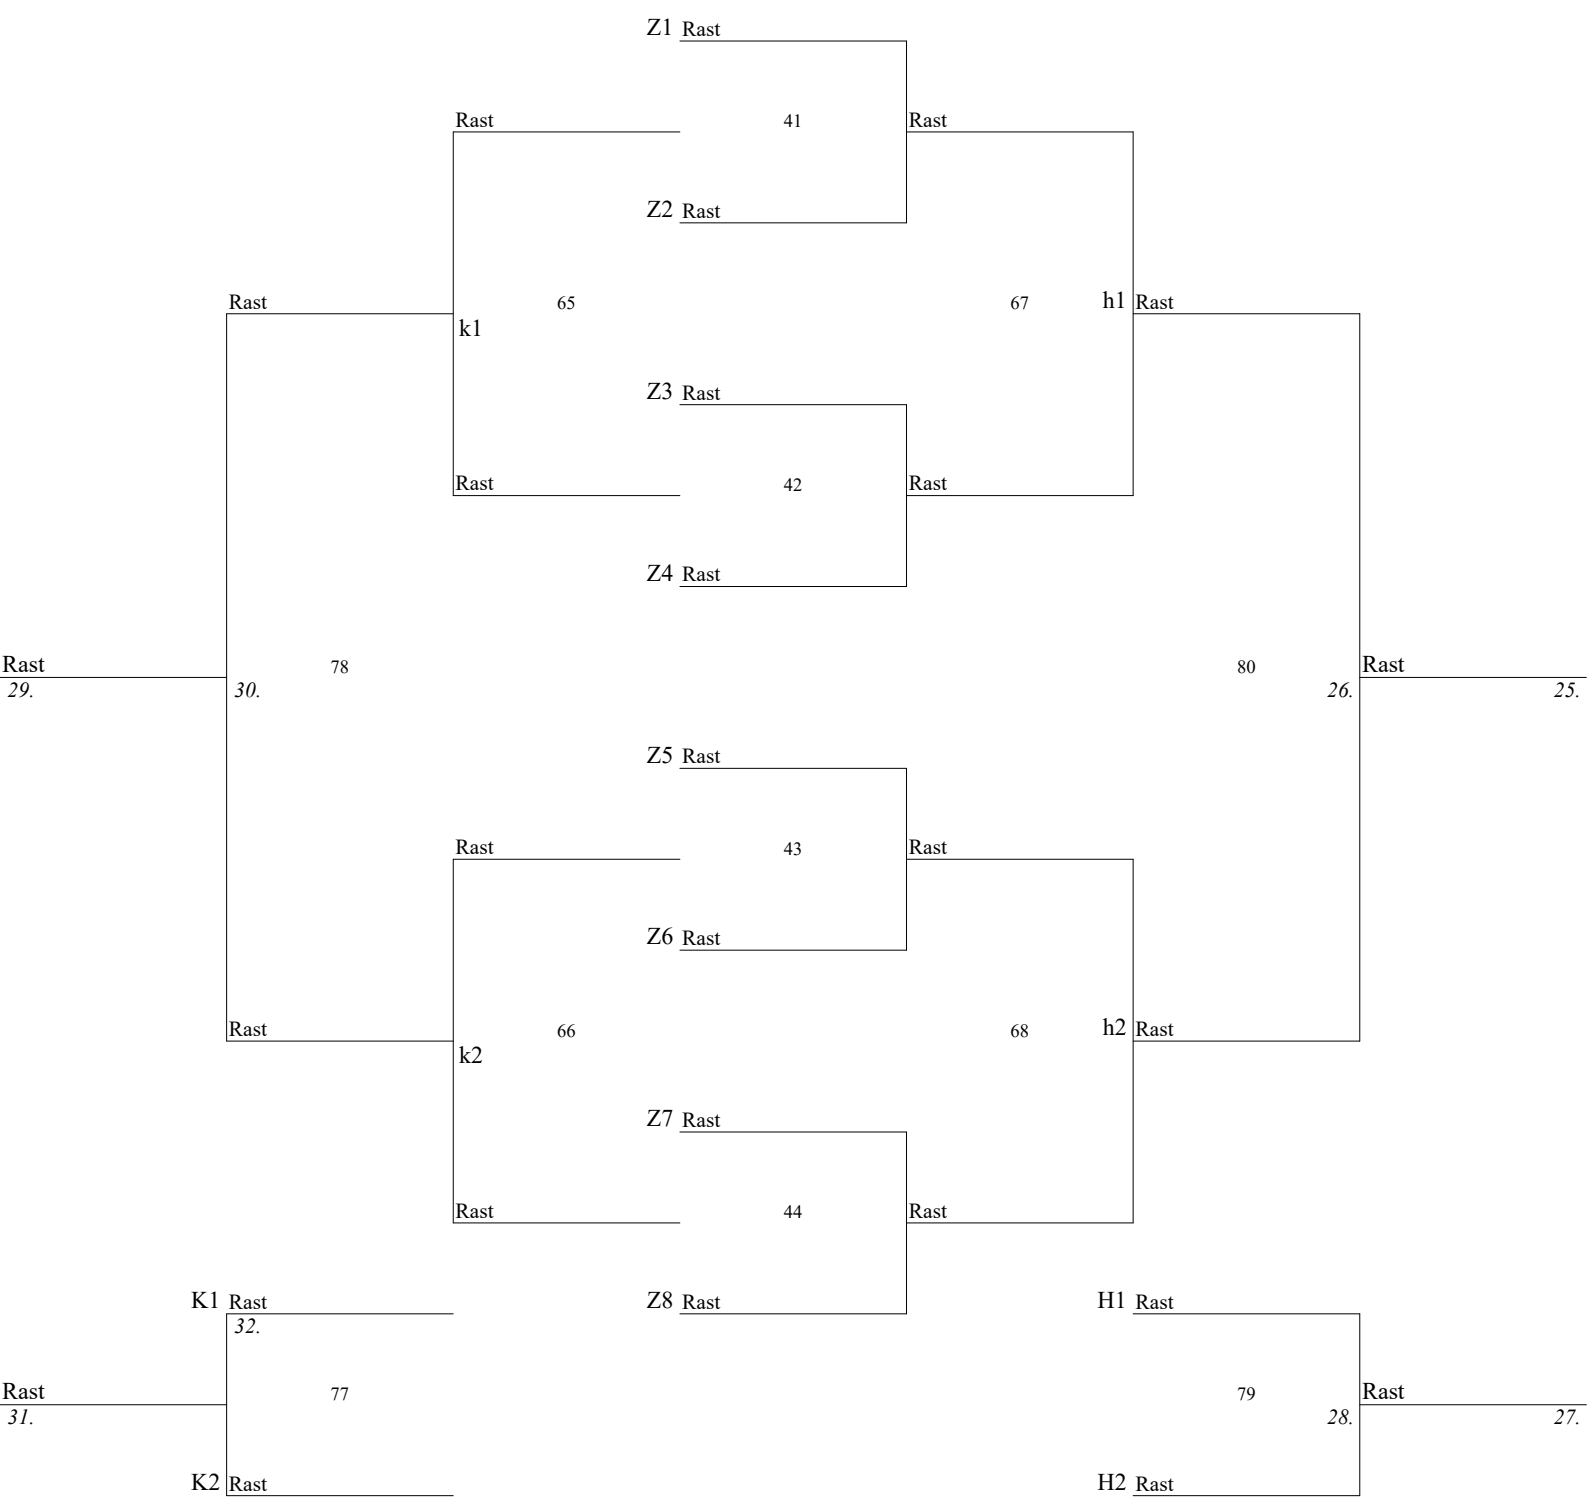 Z1 Rast
Rast 41 Rast
Z2 Rast
Rast 65 67 h1 Rast
k1
Z3 Rast
Rast 42 Rast
Z4 Rast
Rast 78 80 Rast
29. 30. 26. 25.
Z5 Rast
Rast 43 Rast
Z6 Rast
Rast 66 68 h2 Rast
k2
Z7 Rast
Rast 44 Rast
K1 Rast Z8 Rast H1 Rast
32.
Rast 77 79 Rast
31. 28. 27.
K2 Rast H2 Rast